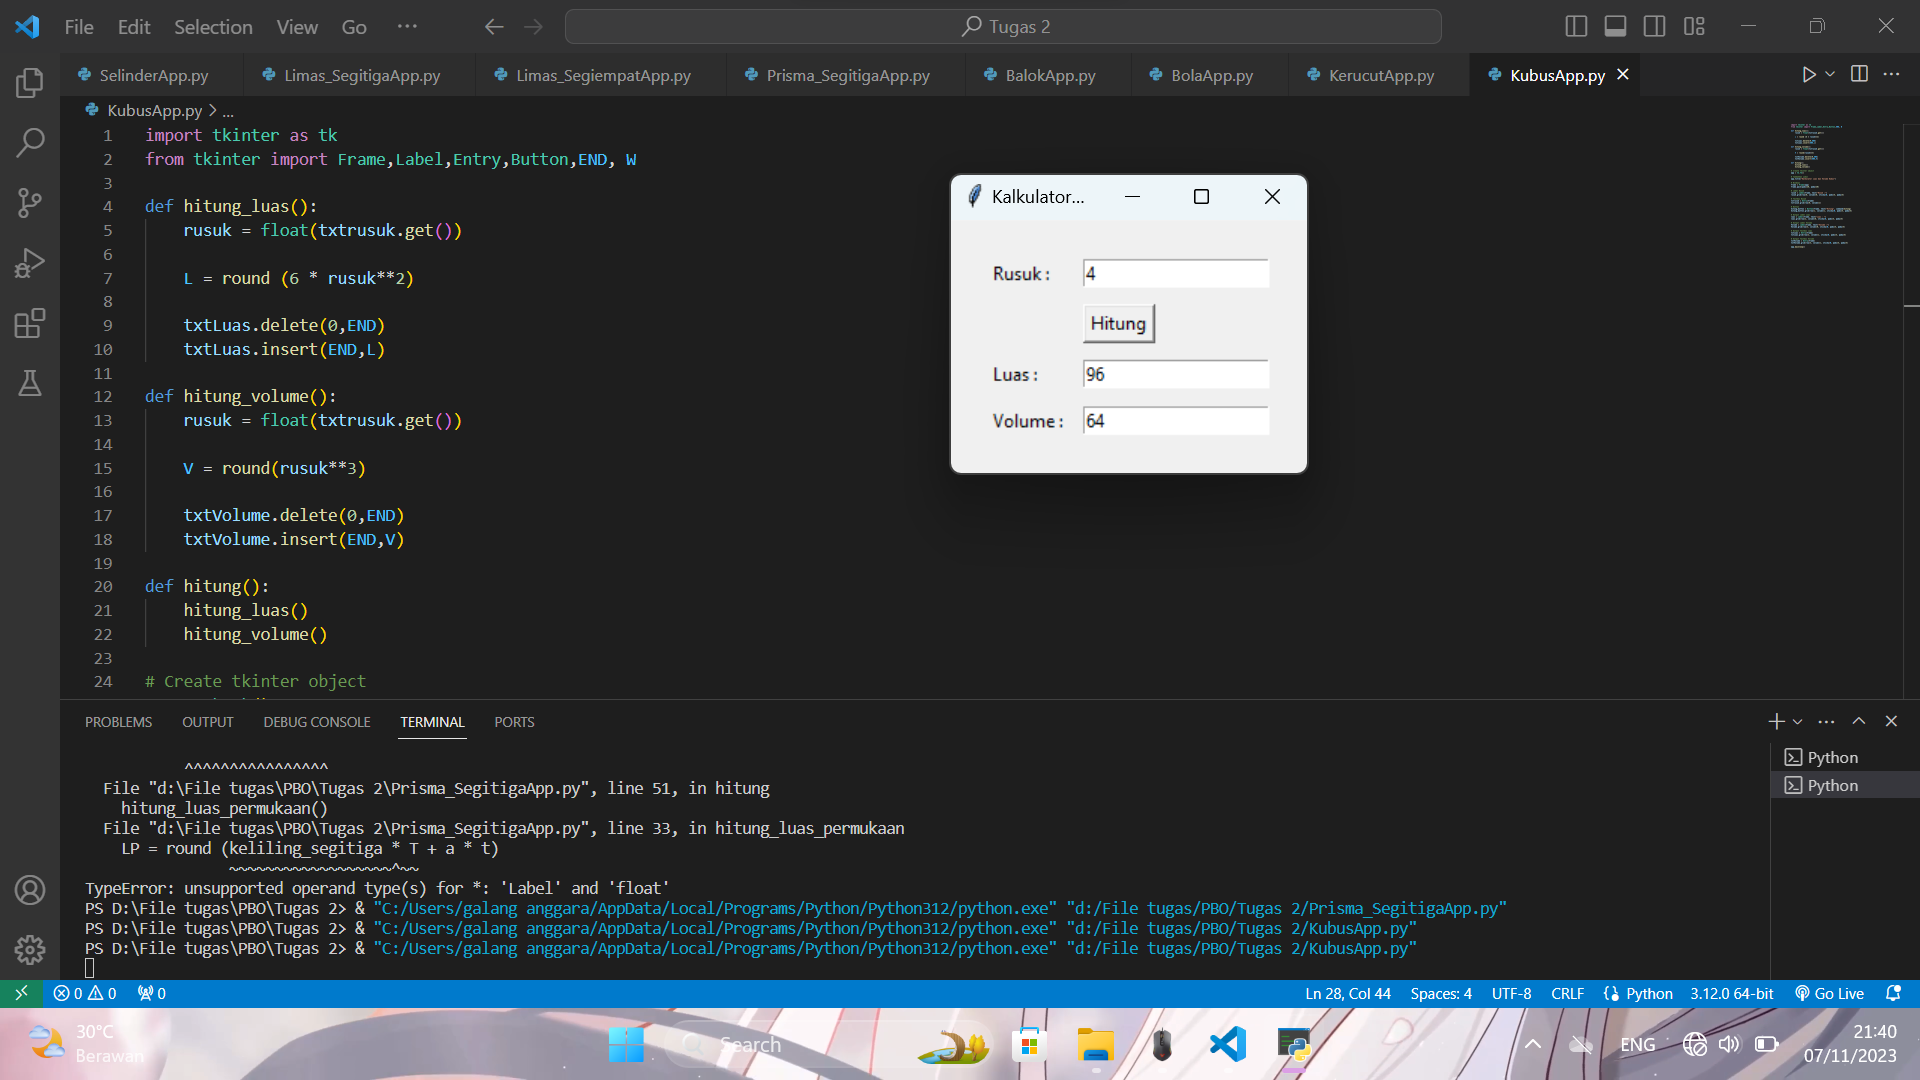 File Edit Selection View Go ··· Tugas 2
SelinderApp.py Limas_SegitigaApp.py Limas_SegiempatApp.py Prisma_SegitigaApp.py BalokApp.py BolaApp.py KerucutApp.py KubusApp.py
KubusApp.py > ...
1 import tkinter as tk
2 from tkinter import Frame,Label,Entry,Button,END, W
3
4 def hitung_luas():
5 rusuk = float(txtrusuk.get())
6
7 L = round (6 * rusuk**2)
8
9 txtLuas.delete(0,END)
10 txtLuas.insert(END,L)
11
12 def hitung_volume():
13 rusuk = float(txtrusuk.get())
14
15 V = round(rusuk**3)
16
17 txtVolume.delete(0,END)
18 txtVolume.insert(END,V)
19
20 def hitung():
21 hitung_luas()
22 hitung_volume()
23
24 # Create tkinter object
Kalkulator...
Rusuk : 4
Hitung
Luas : 96
Volume : 64
PROBLEMS OUTPUT DEBUG CONSOLE TERMINAL PORTS
^^^^^^^^^^^^^^^^
File "d:\File tugas\PBO\Tugas 2\Prisma_SegitigaApp.py", line 51, in hitung
hitung_luas_permukaan()
File "d:\File tugas\PBO\Tugas 2\Prisma_SegitigaApp.py", line 33, in hitung_luas_permukaan
LP = round (keliling_segitiga * T + a * t)
~~~~~~~~~~~~~~~~~~^~~
TypeError: unsupported operand type(s) for *: 'Label' and 'float'
PS D:\File tugas\PBO\Tugas 2> & "C:/Users/galang anggara/AppData/Local/Programs/Python/Python312/python.exe" "d:/File tugas/PBO/Tugas 2/Prisma_SegitigaApp.py"
PS D:\File tugas\PBO\Tugas 2> & "C:/Users/galang anggara/AppData/Local/Programs/Python/Python312/python.exe" "d:/File tugas/PBO/Tugas 2/KubusApp.py"
PS D:\File tugas\PBO\Tugas 2> & "C:/Users/galang anggara/AppData/Local/Programs/Python/Python312/python.exe" "d:/File tugas/PBO/Tugas 2/KubusApp.py"
Python
Python
0 0 0 Ln 28, Col 44 Spaces: 4 UTF-8 CRLF Python 3.12.0 64-bit Go Live
30°C
Berawan
Search
ENG
21:40
07/11/2023